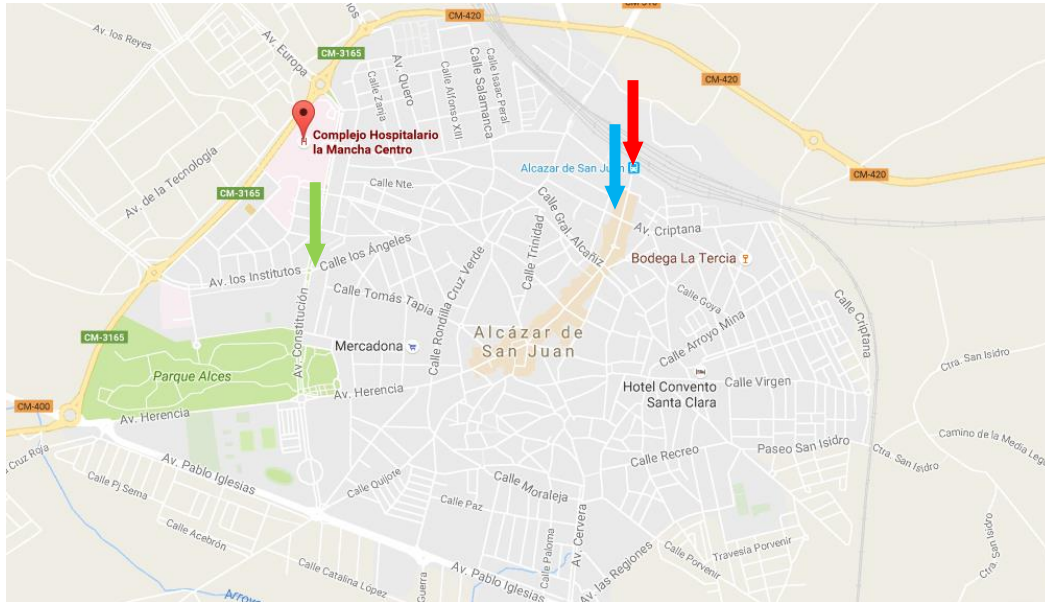 CM-420
CM-310
Av. los Reyes
Av. Europa
CM-3165
Av. Quero
Calle Zanja
Calle Alfonso XIII
Calle Salamanca
Calle Isaac Peral
CM-420
Complejo Hospitalario
la Mancha Centro
Av. de la Tecnología
Alcazar de San Juan
CM-420
CM-3165
Calle Nte.
Calle Trinidad
Calle Gral. Alcañiz
Av. Criptana
Bodega La Tercia
Calle los Ángeles
Av. los Institutos
Calle Rondilla Cruz Verde
Calle Tomás Tapia
Calle Goya
Calle Criptana
Av. Constitución
CM-3165
Mercadona
Alcázar de
San Juan
Calle Arroyo Mina
Ctra. San Isidro
Parque Alces
Hotel Convento
Santa Clara
Calle Virgen
Av. Herencia
CM-400
Av. Herencia
Cruz Roja
Av. Pablo Iglesias
Calle Recreo
Paseo San Isidro
Ctra. San Isidro
Camino de la Media Leg
Calle Pj Sema
Calle Quijote
Calle Moraleja
Calle Paz
Calle Acebrón
Av. Cervera
Calle Paloma
Travesía Porvenir
Calle Porvenir
Ctra. San Isidro
Calle Catalina López
Guerra
Av. Pablo Iglesias
Av. las Regiones
Arroyo